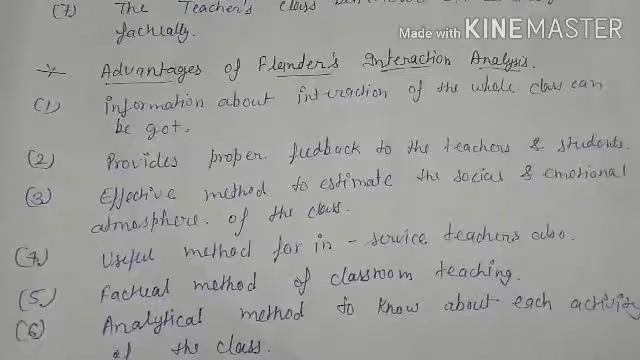 (7) The Teacher's class
factually.
Made with KINEMASTER
Advantages of Flander's Interaction Analysis.
(1) Information about interaction of the whole class can
be got.
(2) Provides proper feedback to the teachers & students.
(3) Effective method to estimate the social & emotional
atmosphere. of the class.
(4) Useful method for in-service teachers also.
(5) Factual method of classroom teaching.
(6) Analytical method to know about each activity
of the class.